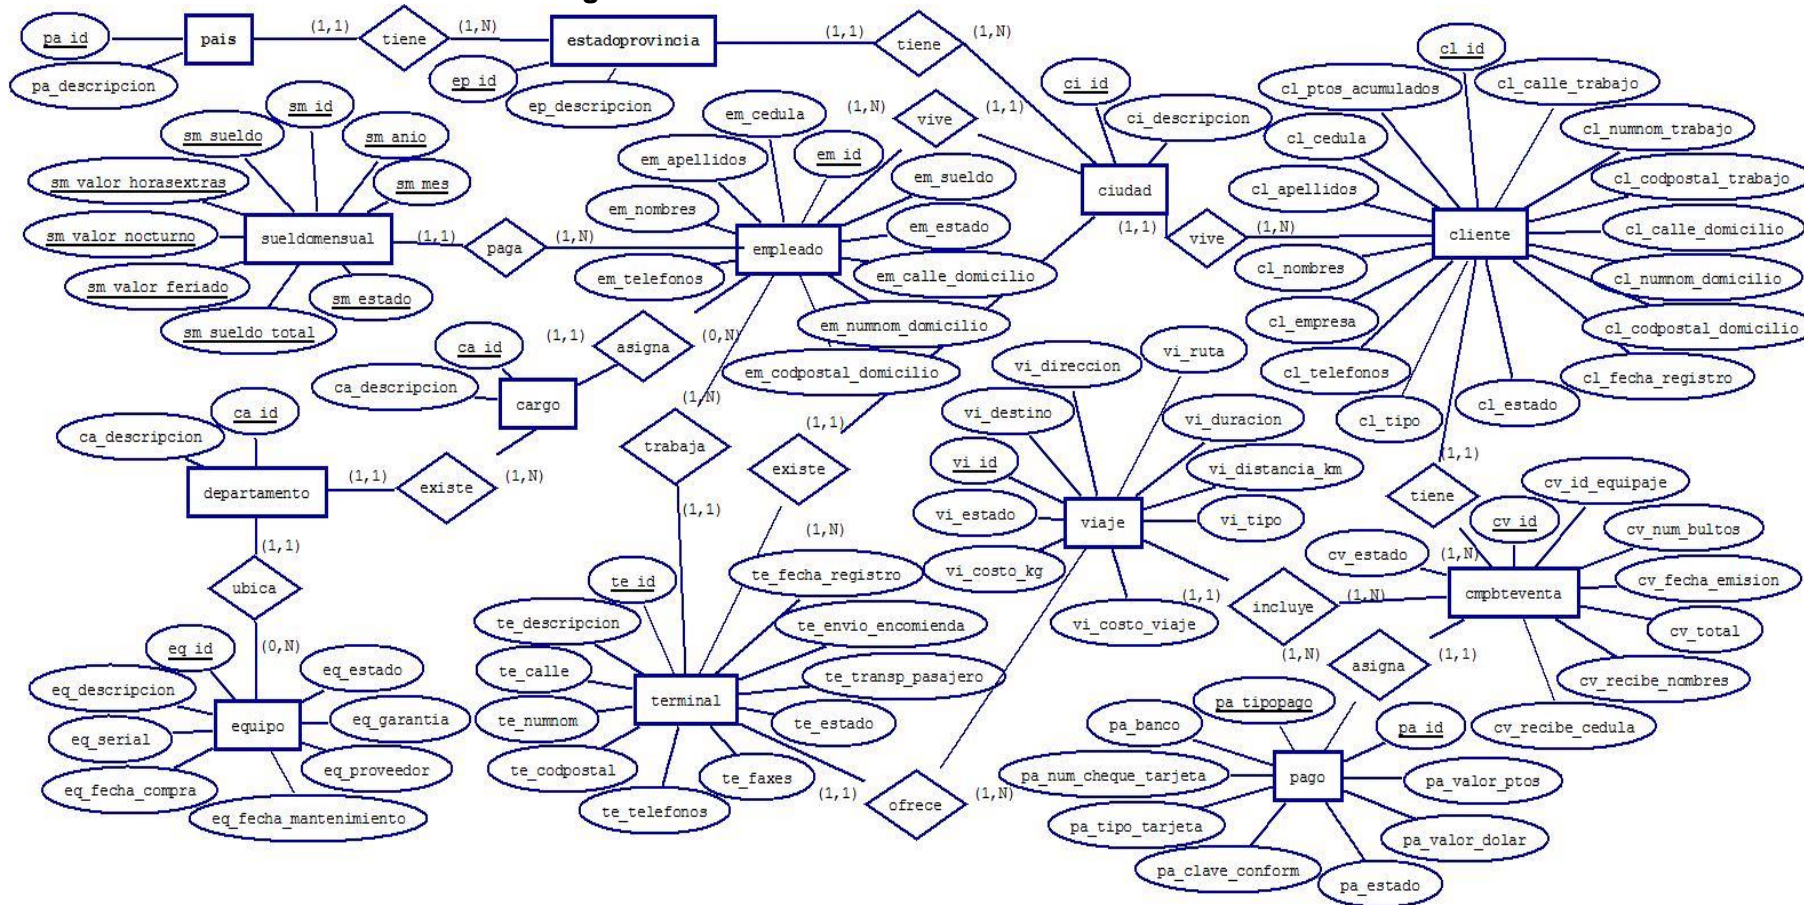 pa_id
pais
(1,1)
tiene
(1,N)
estadoprovincia
(1,1)
tiene
(1,N)
pa_descripcion
ep_id
ep_descripcion
cl_id
ci_id
cl_ptos_acumulados
cl_calle_trabajo
sm_id
sm_sueldo
sm_anio
em_cedula
(1,N)
vive
(1,1)
ci_descripcion
cl_cedula
cl_numnom_trabajo
em_apellidos
em_id
sm_valor_horasextras
sm_mes
em_sueldo
ciudad
cl_apellidos
cl_codpostal_trabajo
em_nombres
em_estado
sm_valor_nocturno
sueldomensual
(1,1)
paga
(1,N)
empleado
(1,1)
vive
(1,N)
cliente
cl_calle_domicilio
sm_valor_feriado
sm_estado
em_telefonos
em_calle_domicilio
cl_nombres
cl_numnom_domicilio
sm_sueldo_total
em_numnom_domicilio
cl_empresa
cl_codpostal_domicilio
ca_id
(1,1)
asigna
(0,N)
em_codpostal_domicilio
vi_direccion
vi_ruta
cl_telefonos
cl_fecha_registro
ca_descripcion
cargo
(1,N)
cl_tipo
cl_estado
ca_id
ca_descripcion
vi_destino
vi_duracion
(1,1)
trabaja
existe
vi_id
vi_distancia_km
(1,1)
departamento
(1,1)
existe
(1,N)
tiene
cv_id_equipaje
vi_estado
viaje
vi_tipo
cv_id
cv_num_bultos
(1,1)
(1,N)
(1,1)
cv_estado
(1,N)
vi_costo_kg
cv_fecha_emision
ubica
te_id
te_fecha_registro
(1,1)
incluye
(1,N)
cmpbteventa
te_descripcion
te_envio_encomienda
vi_costo_viaje
cv_total
eq_id
(0,N)
te_calle
te_transp_pasajero
(1,N)
asigna
(1,1)
cv_recibe_nombres
eq_descripcion
eq_estado
terminal
eq_serial
equipo
eq_garantia
te_numnom
te_estado
pa_banco
pa_tipopago
pa_id
cv_recibe_cedula
eq_fecha_compra
eq_proveedor
te_codpostal
te_faxes
pa_num_cheque_tarjeta
pago
pa_valor_ptos
eq_fecha_mantenimiento
te_telefonos
(1,1)
ofrece
(1,N)
pa_tipo_tarjeta
pa_valor_dolar
pa_clave_conform
pa_estado